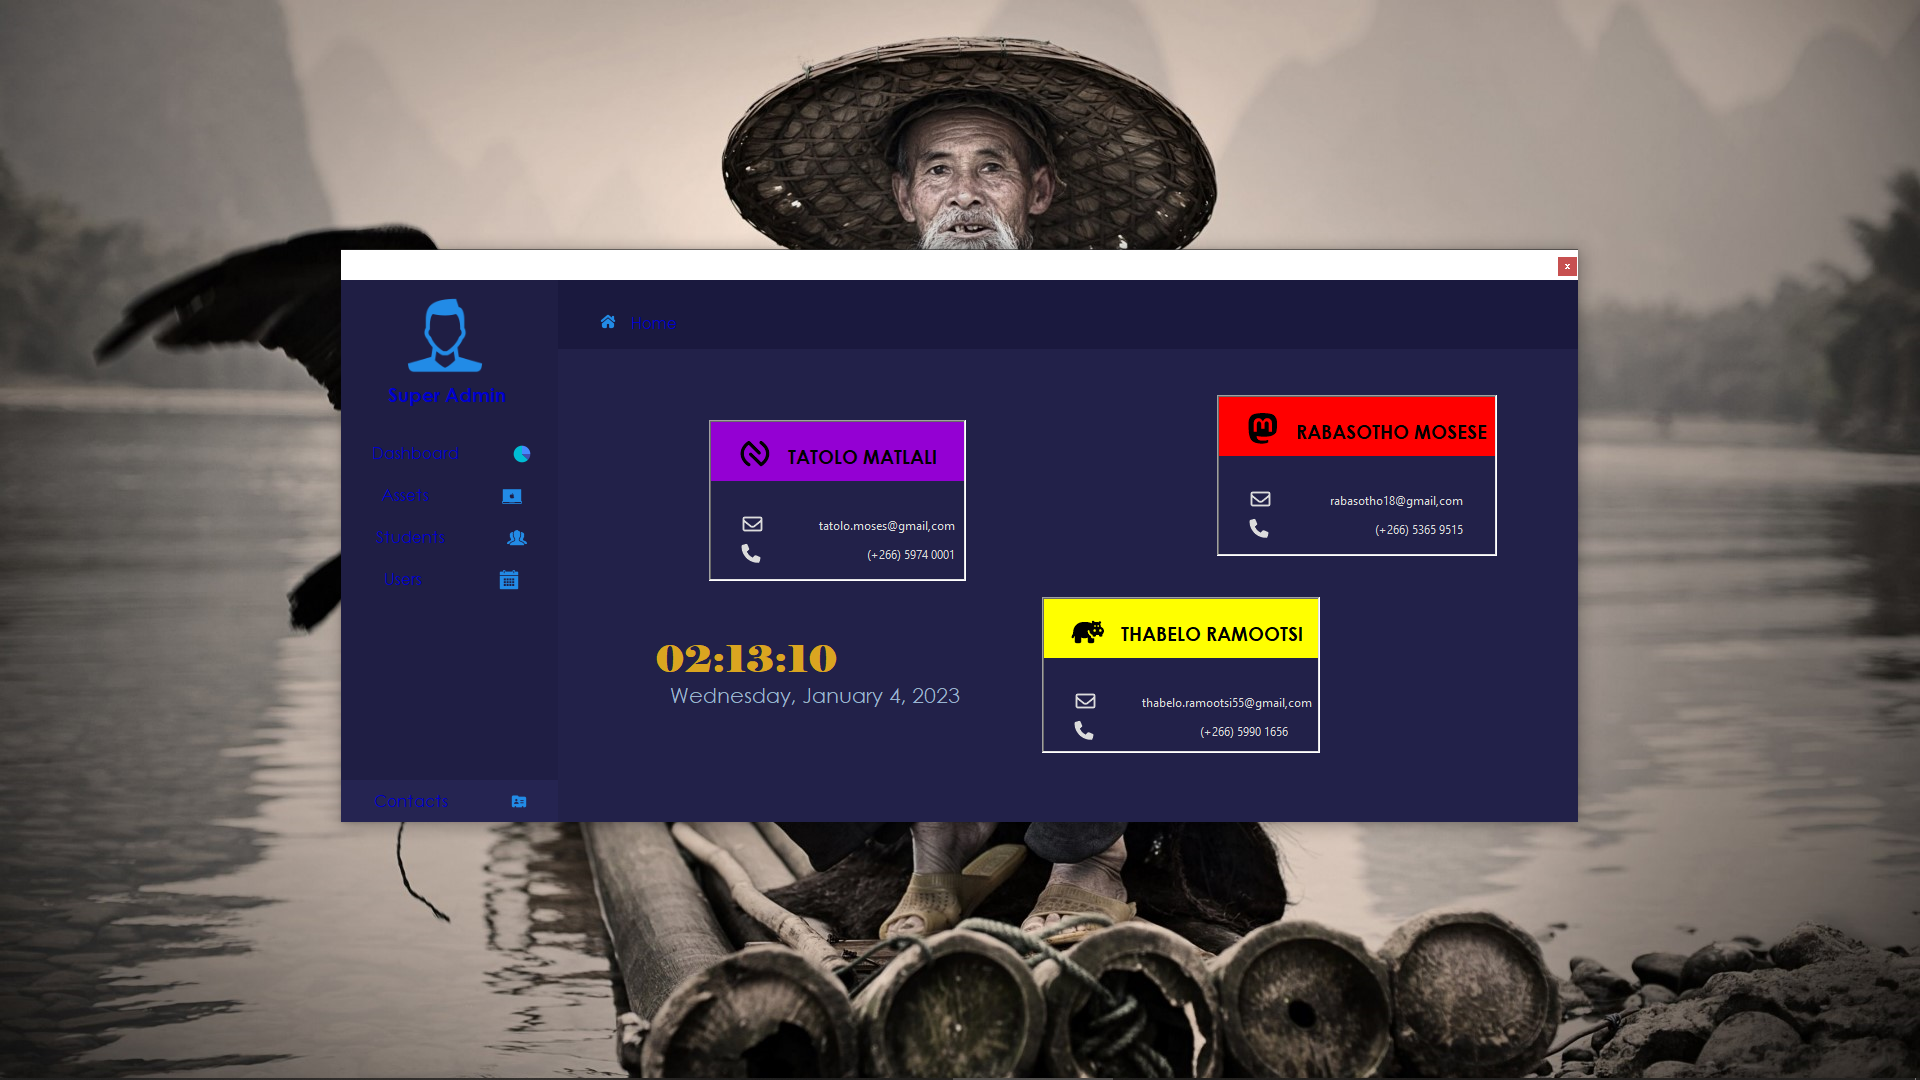 x
Home
Super Admin
Dashboard
Assets
Students
Users
Contacts
TATOLO MATLALI
tatolo.moses@gmail,com
(+266) 5974 0001
RABASOTHO MOSESE
rabasotho18@gmail,com
(+266) 5365 9515
THABELO RAMOOTSI
thabelo.ramootsi55@gmail,com
(+266) 5990 1656
02:13:10
Wednesday, January 4, 2023